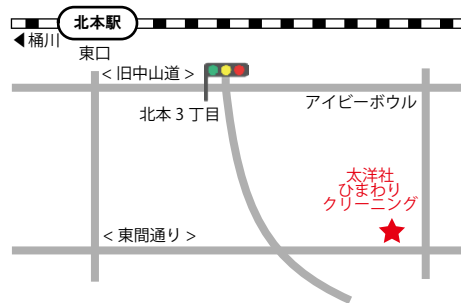 北本駅
◀桶川
東口
< 旧中山道 >
北本 3 丁目
アイビーボウル
太洋社
ひまわり
クリーニング
< 東間通り >